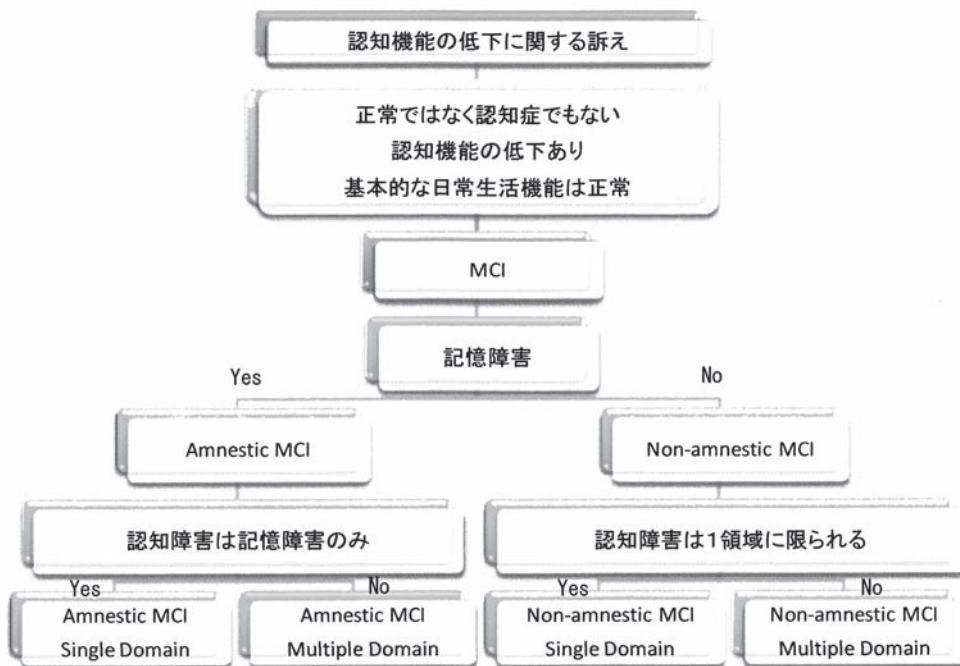 認知機能の低下に関する訴え
正常ではなく認知症でもない
認知機能の低下あり
基本的な日常生活機能は正常
MCI
記憶障害
Yes
No
Amnestic MCI
Non-amnestic MCI
認知障害は記憶障害のみ
認知障害は1領域に限られる
Yes
No
Yes
No
Amnestic MCI
Single Domain
Amnestic MCI
Multiple Domain
Non-amnestic MCI
Single Domain
Non-amnestic MCI
Multiple Domain